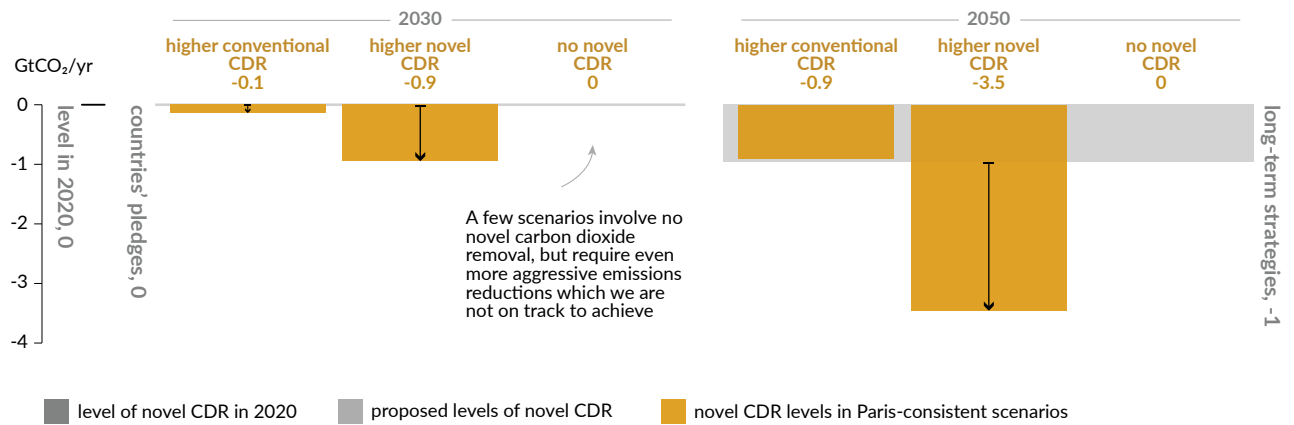 2030
2050
higher conventional
CDR
-0.1
higher novel
CDR
-0.9
no novel
CDR
0
higher conventional
CDR
-0.9
higher novel
CDR
-3.5
no novel
CDR
0
GtCO₂/yr
0
-1
-2
-3
-4
level in 2020, 0
countries' pledges, 0
A few scenarios involve no
novel carbon dioxide
removal, but require even
more aggressive emissions
reductions which we are
not on track to achieve
long-term strategies, -1
level of novel CDR in 2020
proposed levels of novel CDR
novel CDR levels in Paris-consistent scenarios